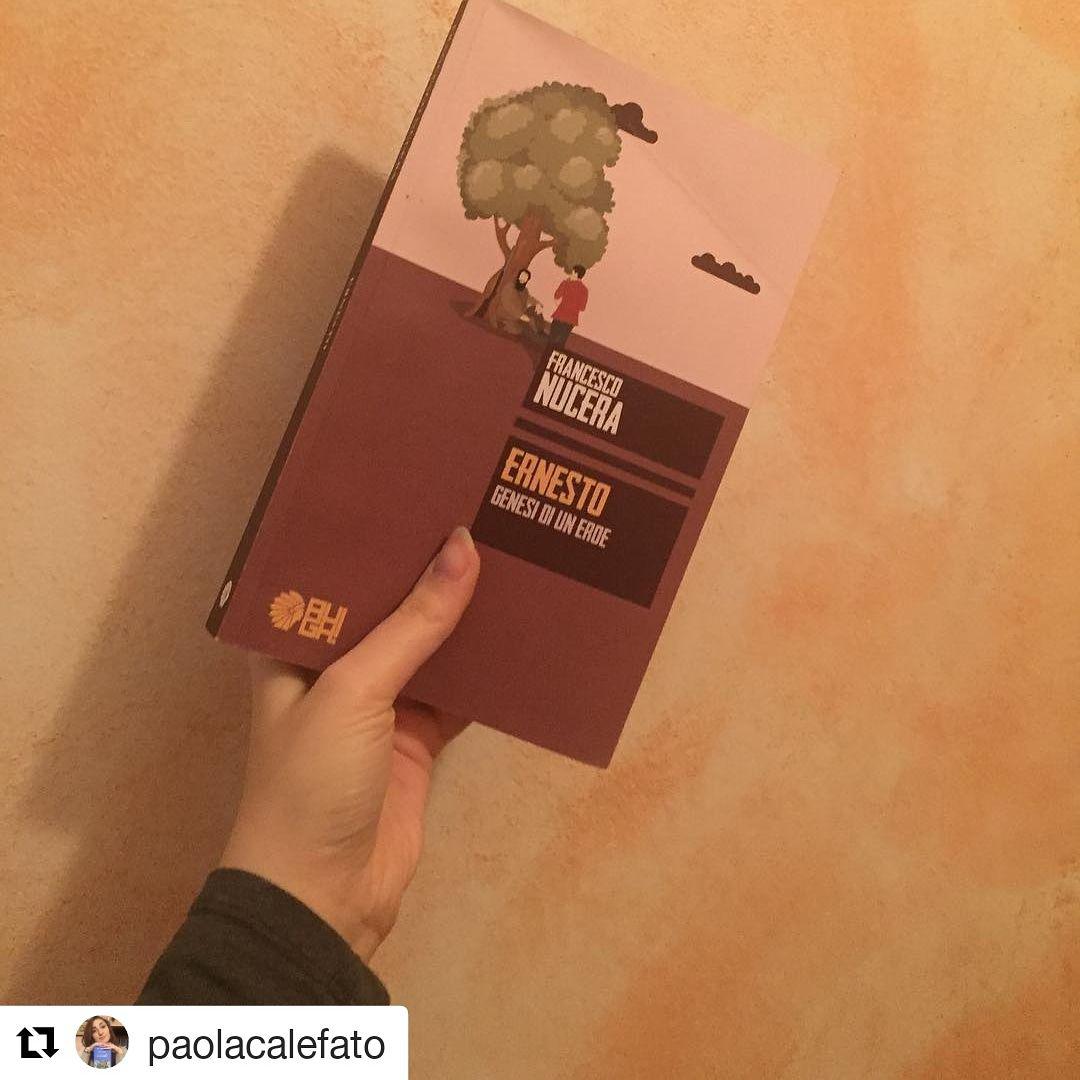 FRANCESCO
NUCERA
ERNESTO
GENESI DI UN EROE
paolacalefato